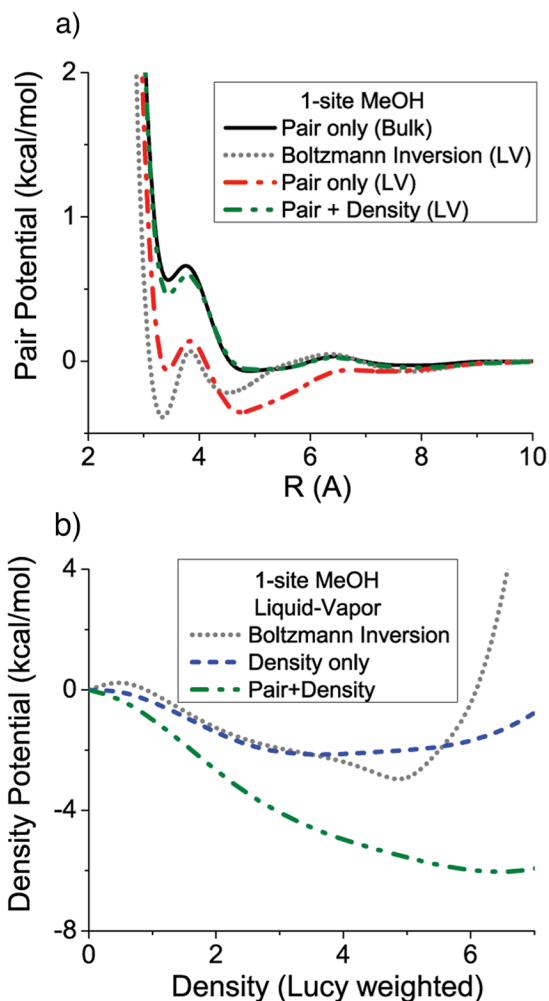 a)
2
1
0
Pair Potential (kcal/mol)
1-site MeOH
Pair only (Bulk)
Boltzmann Inversion (LV)
Pair only (LV)
Pair + Density (LV)
2 4 6 8 10
R (A)
b)
4
0
-4
-8
Density Potential (kcal/mol)
1-site MeOH
Liquid-Vapor
Boltzmann Inversion
Density only
Pair+Density
0 2 4 6
Density (Lucy weighted)